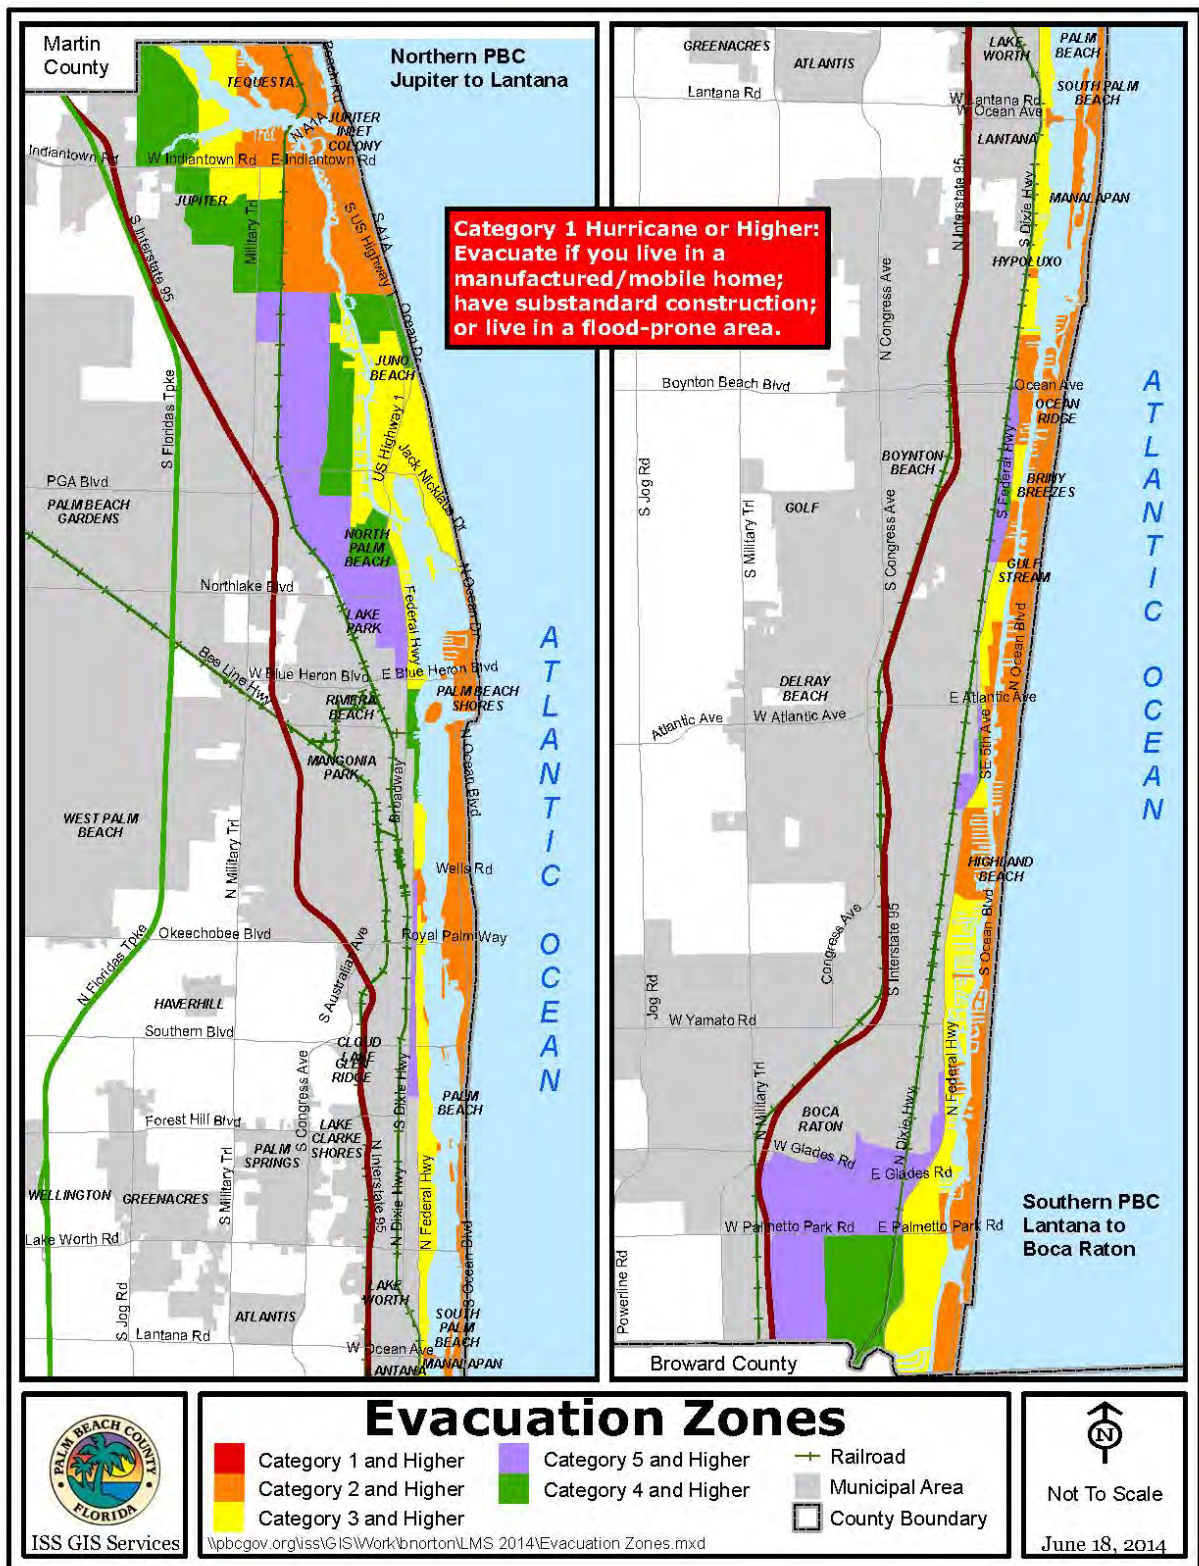 Martin
County
Northern PBC
Jupiter to Lantana
TEQUESTA
Beach Rd
N A1A
JUPITER
INLET
COLONY
Indiantown Rd
W Indiantown Rd
E Indiantown Rd
JUPITER
Military Trl
S Interstate 95
S US Highway 1
S A1A
Ocean Dr
JUNO
BEACH
S Floridas Tpke
US Highway 1
Jack Nicklaus Dr
PGA Blvd
PALM BEACH
GARDENS
NORTH
PALM
BEACH
Northlake Blvd
N Ocean Dr
LAKE
PARK
Federal Hwy
Bee Line Hwy
W Blue Heron Blvd
E Blue Heron Blvd
RIVIERA
BEACH
PALM BEACH
SHORES
MANGONIA
PARK
Broadway
N Ocean Blvd
WEST PALM
BEACH
N Military Trl
Wells Rd
Okeechobee Blvd
Royal Palm Way
N Floridas Tpke
S Australian Ave
HAVERHILL
Southern Blvd
CLOUD
LAKE
GLEN
RIDGE
S Congress Ave
S Dixie Hwy
PALM
BEACH
Forest Hill Blvd
LAKE
CLARKE
SHORES
PALM
SPRINGS
S Military Trl
N Interstate 95
N Dixie Hwy
N Federal Hwy
WELLINGTON
GREENACRES
Lake Worth Rd
S Jog Rd
LAKE
WORTH
S Ocean Blvd
ATLANTIS
SOUTH
PALM
BEACH
Lantana Rd
W Ocean Ave
LANTANA
MANALAPAN
ATLANTIC OCEAN
Category 1 Hurricane or Higher:
Evacuate if you live in a
manufactured/mobile home;
have substandard construction;
or live in a flood-prone area.
GREENACRES
ATLANTIS
LAKE
WORTH
PALM
BEACH
Lantana Rd
W Lantana Rd
W Ocean Ave
SOUTH PALM
BEACH
LANTANA
N Interstate 95
S Dixie Hwy
MANALAPAN
HYPOLUXO
N Congress Ave
Boynton Beach Blvd
Ocean Ave
OCEAN
RIDGE
S Jog Rd
BOYNTON
BEACH
S Federal Hwy
BRINY
BREEZES
GOLF
S Military Trl
S Congress Ave
GULF
STREAM
N Ocean Blvd
DELRAY
BEACH
E Atlantic Ave
Atlantic Ave
W Atlantic Ave
SE 5th Ave
HIGHLAND
BEACH
Congress Ave
S Interstate 95
S Ocean Blvd
Jog Rd
W Yamato Rd
N Military Trl
N Federal Hwy
BOCA
RATON
N Dixie Hwy
W Glades Rd
E Glades Rd
W Palmetto Park Rd
E Palmetto Park Rd
Powerline Rd
Southern PBC
Lantana to
Boca Raton
Broward County
ATLANTIC OCEAN
PALM BEACH COUNTY
FLORIDA
ISS GIS Services
Evacuation Zones
Category 1 and Higher
Category 2 and Higher
Category 3 and Higher
Category 5 and Higher
Category 4 and Higher
Railroad
Municipal Area
County Boundary
\\pbcgov.org\iss\GIS\Work\bnorton\LMS 2014\Evacuation Zones.mxd
N
Not To Scale
June 18, 2014